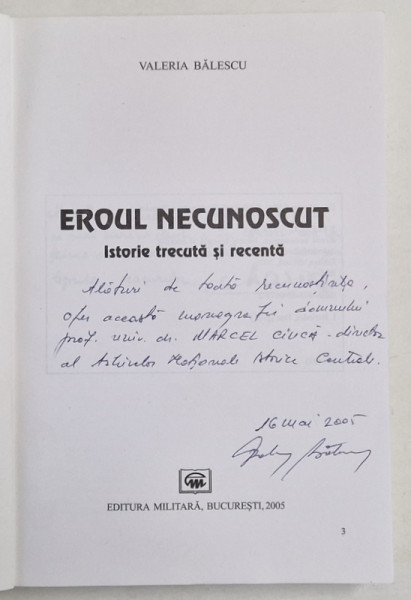 VALERIA BĂLESCU
EROUL NECUNOSCUT
Istorie trecută și recentă
Alături de toată recunoștința,
ofer această monografii domnului
prof. univ. dr. MARCEL CIUCĂ - director
al Arhivelor Naționale Istorice Centrale.
16 mai 2005
EDITURA MILITARĂ, BUCUREȘTI, 2005
3